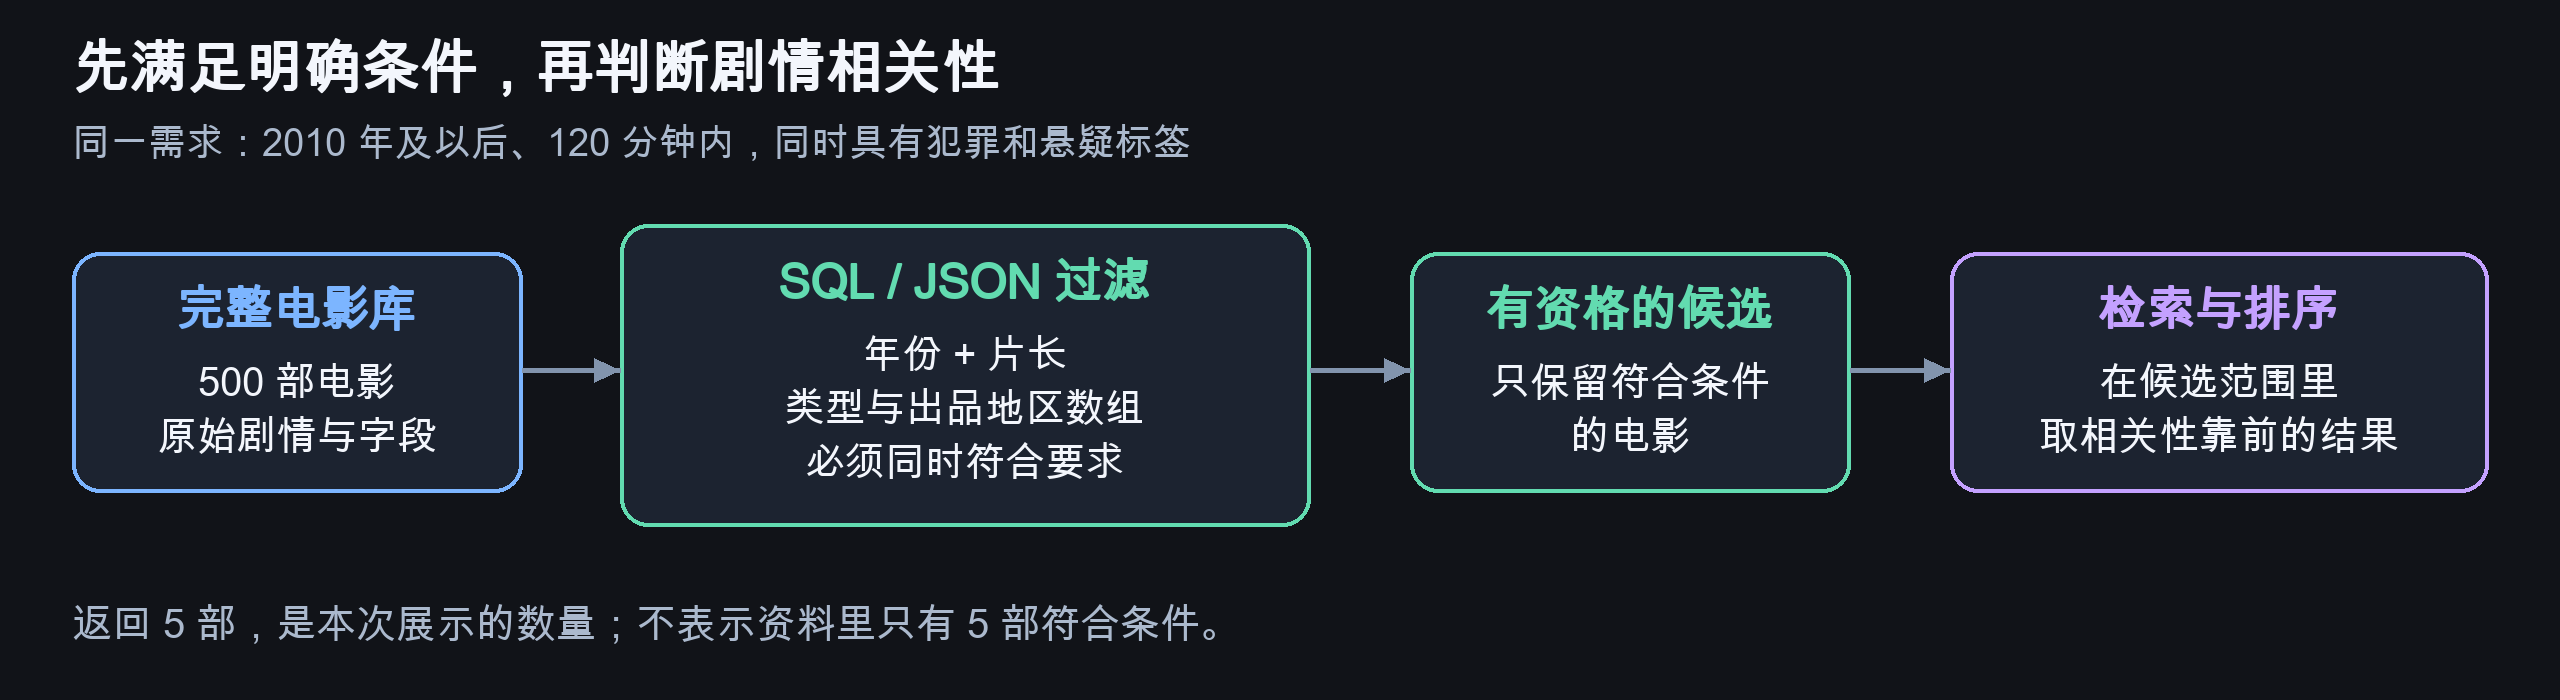 先满足明确条件，再判断剧情相关性
同一需求：2010 年及以后、120 分钟内，同时具有犯罪和悬疑标签
完整电影库
500 部电影
原始剧情与字段
SQL / JSON 过滤
年份 + 片长
类型与出品地区数组
必须同时符合要求
有资格的候选
只保留符合条件
的电影
检索与排序
在候选范围里
取相关性靠前的结果
返回 5 部，是本次展示的数量；不表示资料里只有 5 部符合条件。